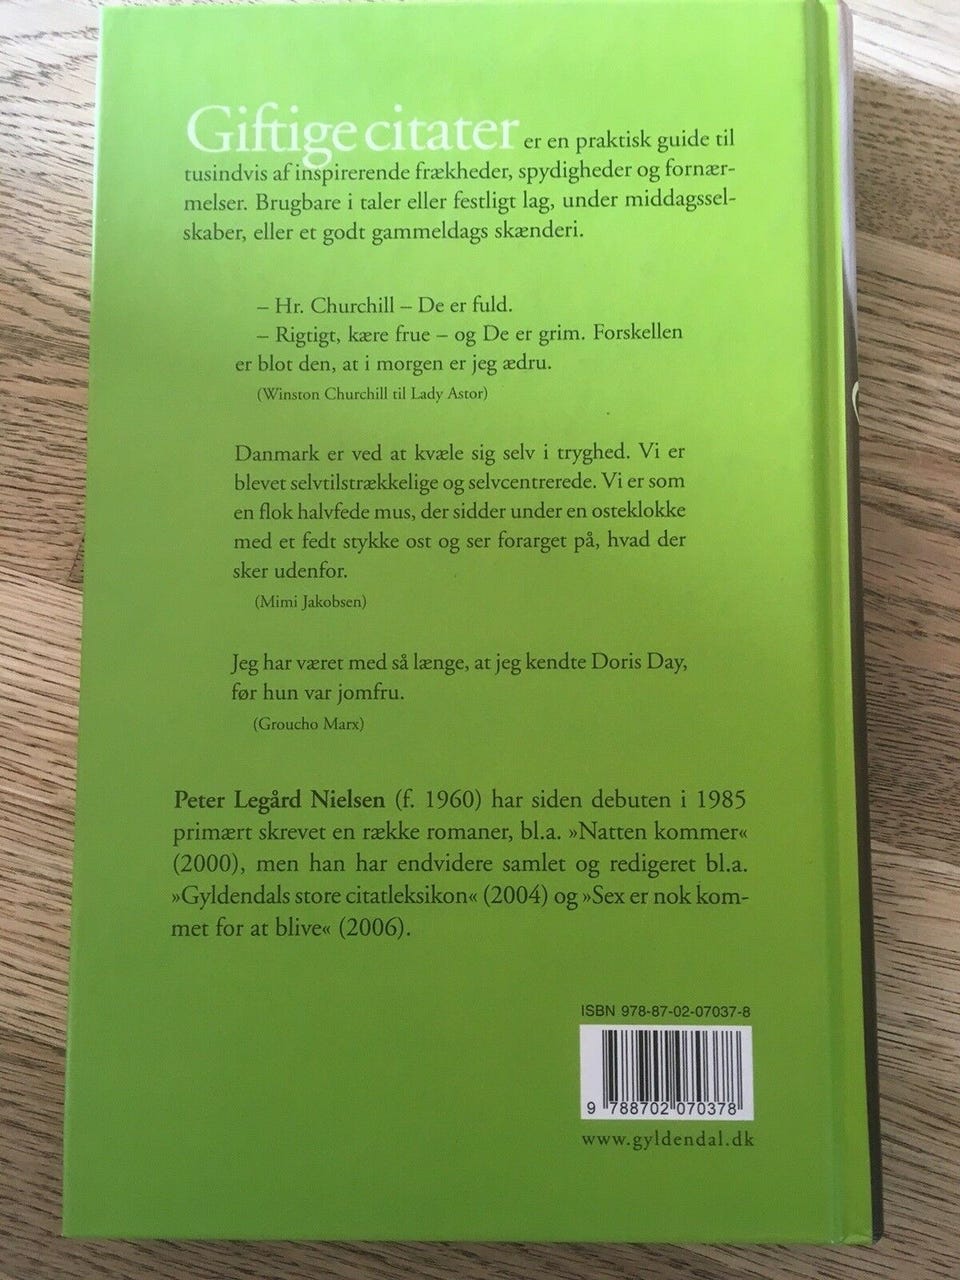 Giftige citater er en praktisk guide til
tusindvis af inspirerende frækheder, spydigheder og fornær-
melser. Brugbare i taler eller festligt lag, under middagssel-
skaber, eller et godt gammeldags skænderi.
– Hr. Churchill – De er fuld.
– Rigtigt, kære frue – og De er grim. Forskellen
er blot den, at i morgen er jeg ædru.
(Winston Churchill til Lady Astor)
Danmark er ved at kvæle sig selv i tryghed. Vi er
blevet selvtilstrækkelige og selvcentrerede. Vi er som
en flok halvfede mus, der sidder under en osteklokke
med et fedt stykke ost og ser forarget på, hvad der
sker udenfor.
(Mimi Jakobsen)
Jeg har været med så længe, at jeg kendte Doris Day,
før hun var jomfru.
(Groucho Marx)
Peter Legård Nielsen (f. 1960) har siden debuten i 1985
primært skrevet en række romaner, bl.a. »Natten kommer«
(2000), men han har endvidere samlet og redigeret bl.a.
»Gyldendals store citatleksikon« (2004) og »Sex er nok kom-
met for at blive« (2006).
ISBN 978-87-02-07037-8
9 788702 070378
www.gyldendal.dk